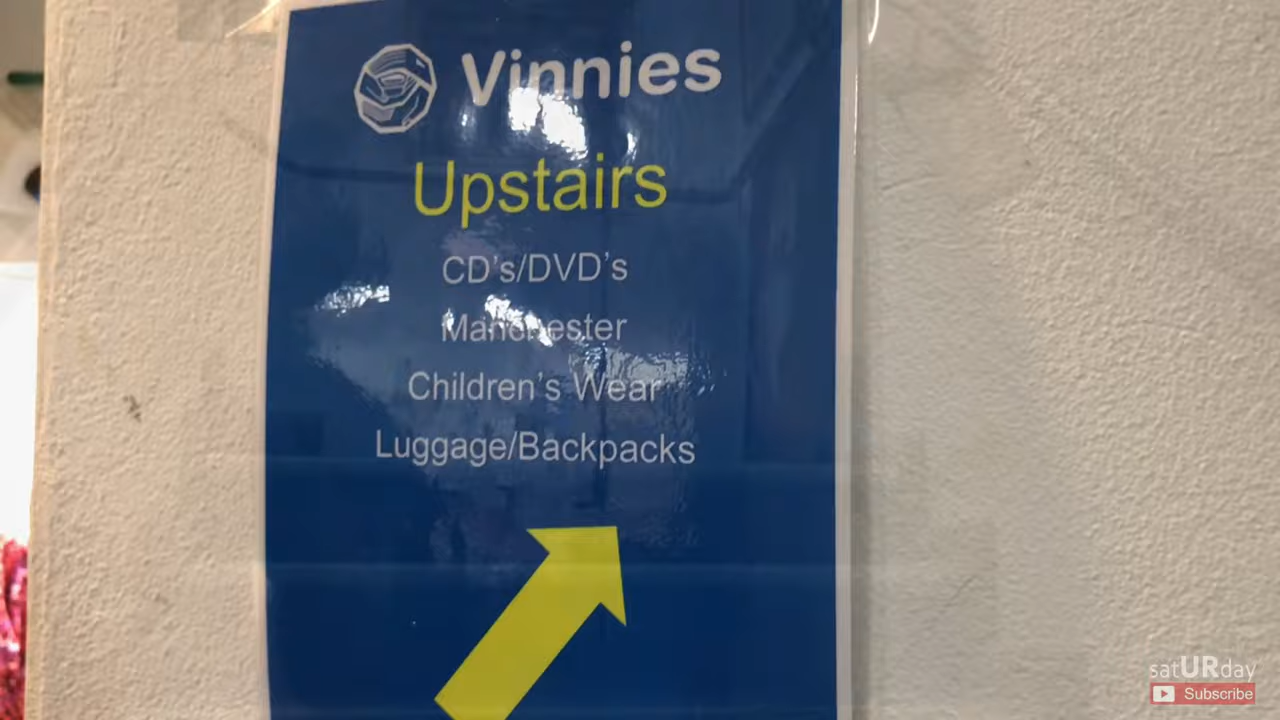 Vinnies
Upstairs
CD's/DVD's
Manchester
Children's Wear
Luggage/Backpacks
satURday
Subscribe